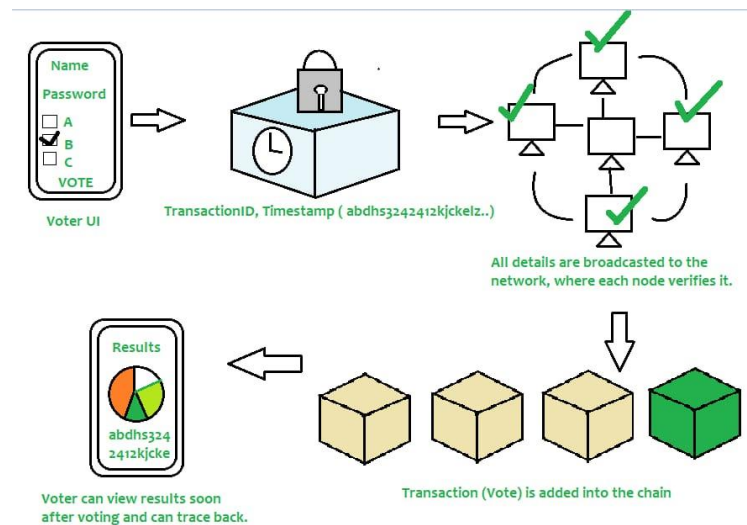 Name
Password
A
B
C
VOTE
Voter UI
TransactionID, Timestamp ( abdhs3242412kjckelz..)
All details are broadcasted to the
network, where each node verifies it.
Results
abdhs324
2412kjcke
Voter can view results soon
after voting and can trace back.
Transaction (Vote) is added into the chain